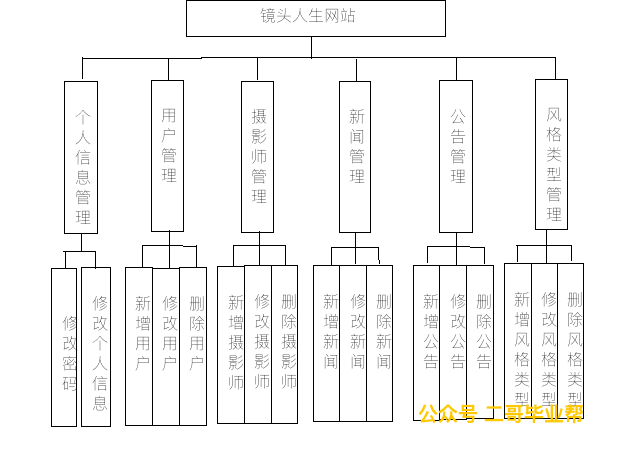 镜头人生网站
个人信息管理
用户管理
摄影师管理
新闻管理
公告管理
风格类型管理
修改密码
修改个人信息
新增用户
修改用户
删除用户
新增摄影师
修改摄影师
删除摄影师
新增新闻
修改新闻
删除新闻
新增公告
修改公告
删除公告
新增风格类型
修改风格类型
删除风格类型
公众号 二哥毕业帮